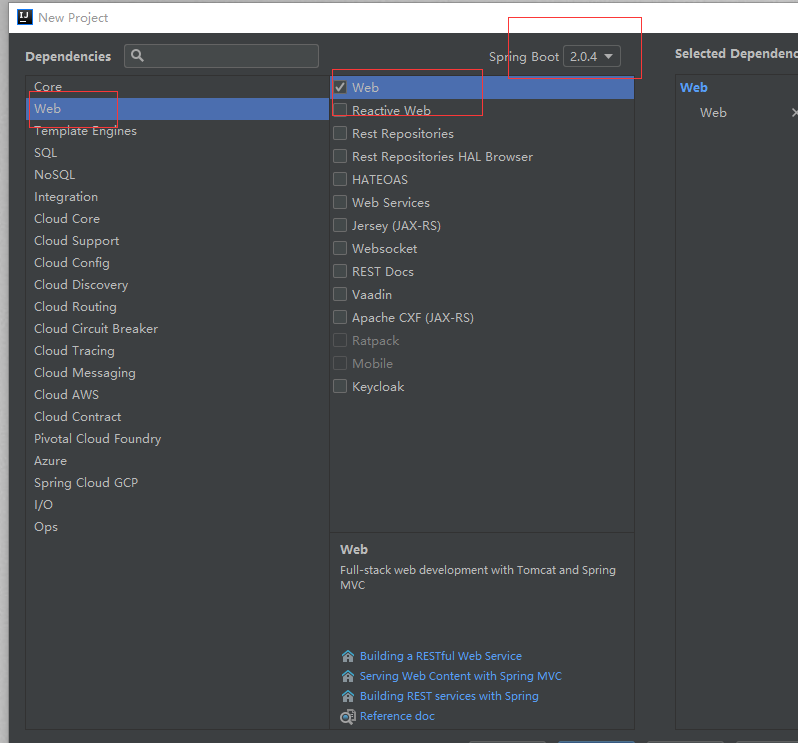 New Project
Dependencies
Spring Boot 2.0.4
Selected Dependenc
Core
Web
Template Engines
SQL
NoSQL
Integration
Cloud Core
Cloud Support
Cloud Config
Cloud Discovery
Cloud Routing
Cloud Circuit Breaker
Cloud Tracing
Cloud Messaging
Cloud AWS
Cloud Contract
Pivotal Cloud Foundry
Azure
Spring Cloud GCP
I/O
Ops
Web
Reactive Web
Rest Repositories
Rest Repositories HAL Browser
HATEOAS
Web Services
Jersey (JAX-RS)
Websocket
REST Docs
Vaadin
Apache CXF (JAX-RS)
Ratpack
Mobile
Keycloak
Web
Full-stack web development with Tomcat and Spring
MVC
Building a RESTful Web Service
Serving Web Content with Spring MVC
Building REST services with Spring
Reference doc
Web
Web